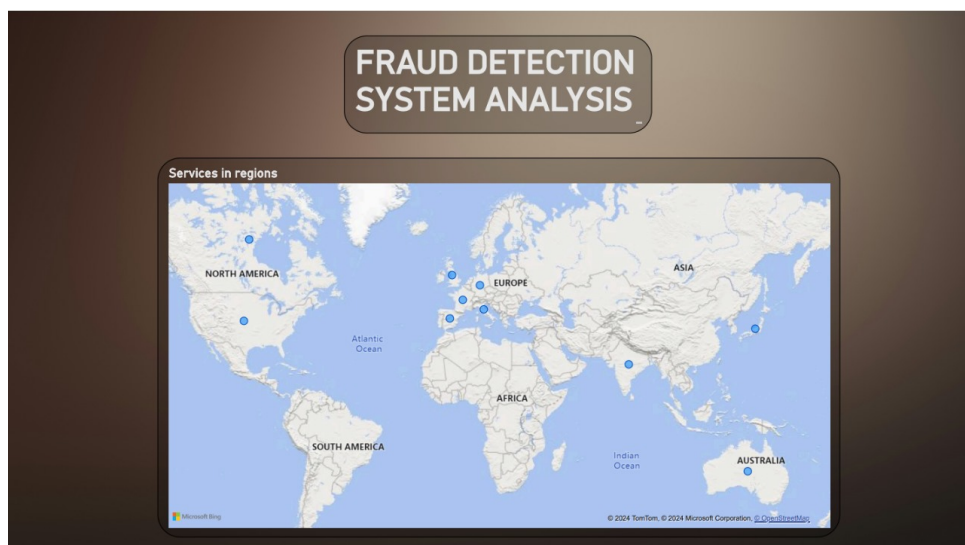 FRAUD DETECTION
SYSTEM ANALYSIS
Services in regions
NORTH AMERICA
ASIA
EUROPE
Atlantic
Ocean
AFRICA
SOUTH AMERICA
Indian
Ocean
AUSTRALIA
Microsoft Bing
© 2024 TomTom, © 2024 Microsoft Corporation, © OpenStreetMap